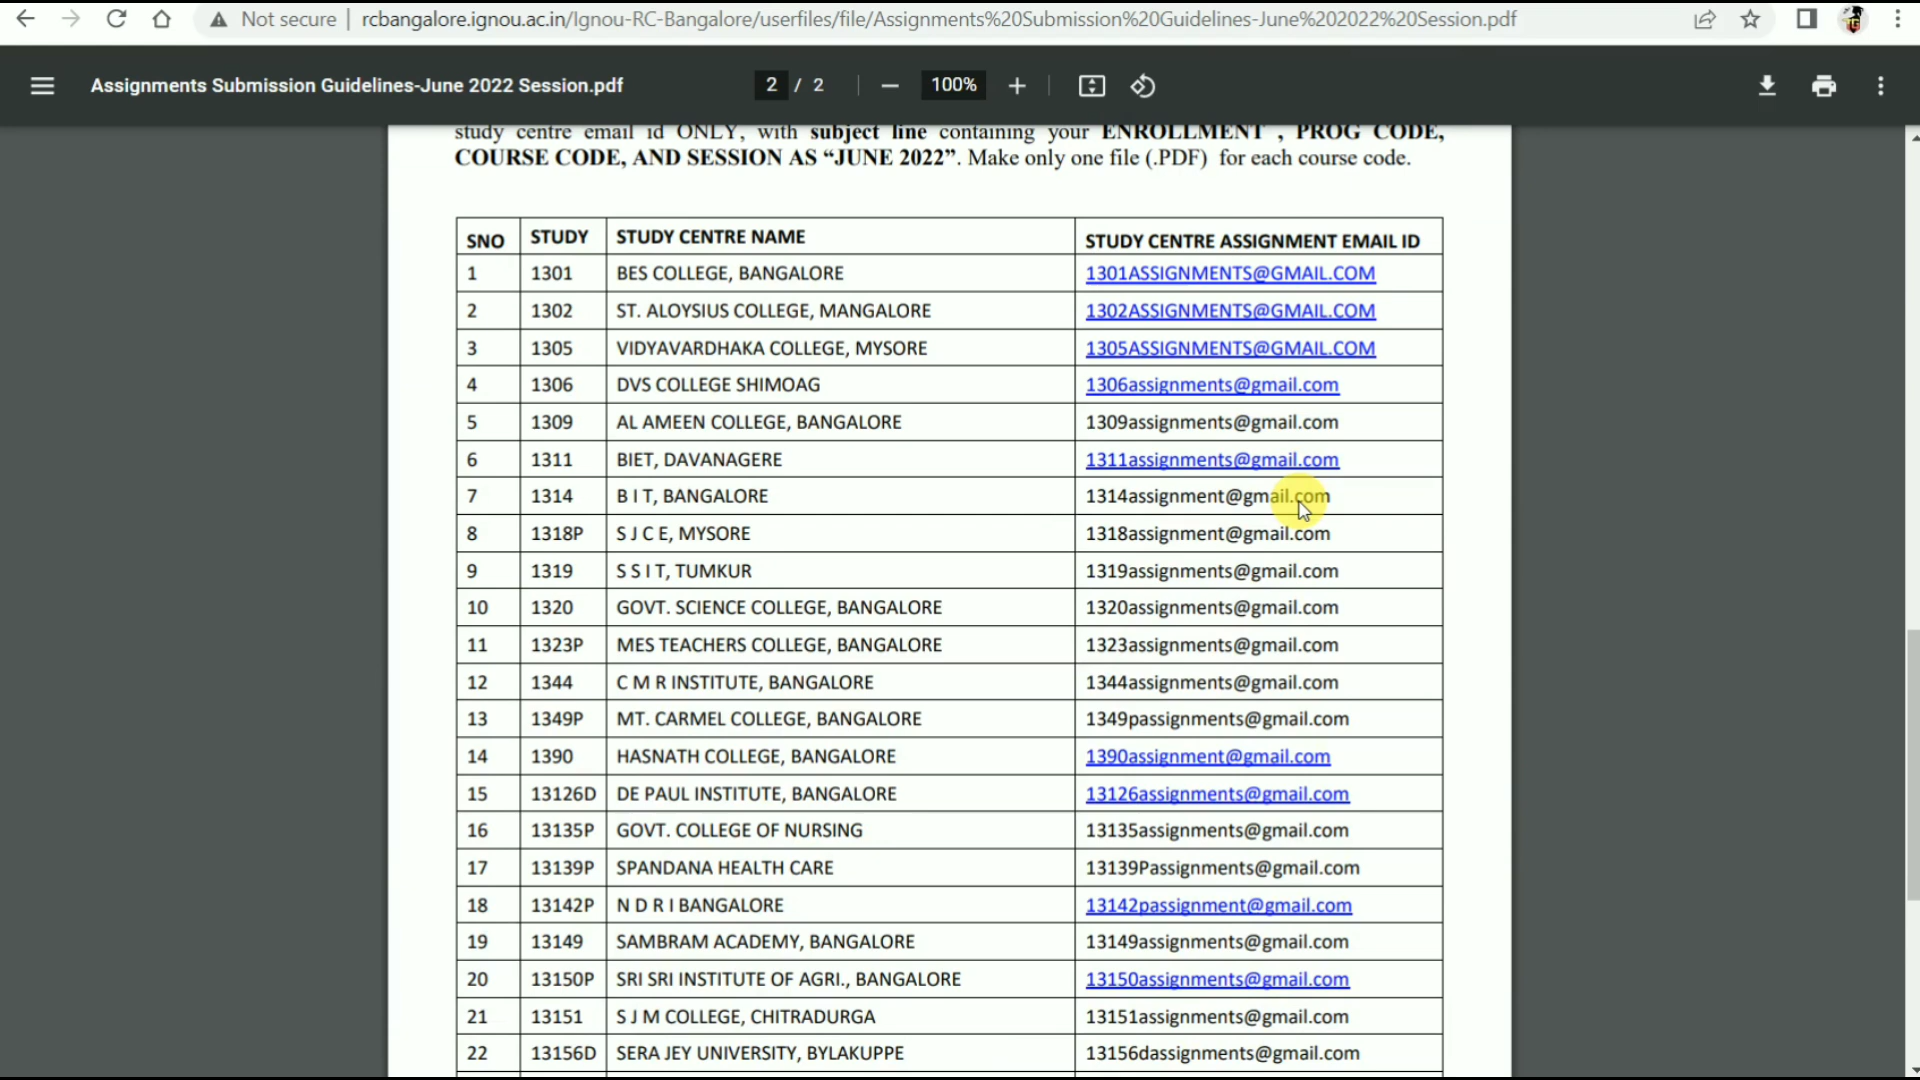 Not secure | rcbangalore.ignou.ac.in/Ignou-RC-Bangalore/userfiles/file/Assignments%20Submission%20Guidelines-June%202022%20Session.pdf
Assignments Submission Guidelines-June 2022 Session.pdf 2 / 2 100%
study centre email id ONLY, with subject line containing your ENROLLMENT , PROG CODE,
COURSE CODE, AND SESSION AS “JUNE 2022”. Make only one file (.PDF) for each course code.
SNO STUDY STUDY CENTRE NAME STUDY CENTRE ASSIGNMENT EMAIL ID
1 1301 BES COLLEGE, BANGALORE 1301ASSIGNMENTS@GMAIL.COM
2 1302 ST. ALOYSIUS COLLEGE, MANGALORE 1302ASSIGNMENTS@GMAIL.COM
3 1305 VIDYAVARDHAKA COLLEGE, MYSORE 1305ASSIGNMENTS@GMAIL.COM
4 1306 DVS COLLEGE SHIMOAG 1306assignments@gmail.com
5 1309 AL AMEEN COLLEGE, BANGALORE 1309assignments@gmail.com
6 1311 BIET, DAVANAGERE 1311assignments@gmail.com
7 1314 B I T, BANGALORE 1314assignment@gmail.com
8 1318P S J C E, MYSORE 1318assignment@gmail.com
9 1319 S S I T, TUMKUR 1319assignments@gmail.com
10 1320 GOVT. SCIENCE COLLEGE, BANGALORE 1320assignments@gmail.com
11 1323P MES TEACHERS COLLEGE, BANGALORE 1323assignments@gmail.com
12 1344 C M R INSTITUTE, BANGALORE 1344assignments@gmail.com
13 1349P MT. CARMEL COLLEGE, BANGALORE 1349passignments@gmail.com
14 1390 HASNATH COLLEGE, BANGALORE 1390assignment@gmail.com
15 13126D DE PAUL INSTITUTE, BANGALORE 13126assignments@gmail.com
16 13135P GOVT. COLLEGE OF NURSING 13135assignments@gmail.com
17 13139P SPANDANA HEALTH CARE 13139Passignments@gmail.com
18 13142P N D R I BANGALORE 13142passignment@gmail.com
19 13149 SAMBRAM ACADEMY, BANGALORE 13149assignments@gmail.com
20 13150P SRI SRI INSTITUTE OF AGRI., BANGALORE 13150assignments@gmail.com
21 13151 S J M COLLEGE, CHITRADURGA 13151assignments@gmail.com
22 13156D SERA JEY UNIVERSITY, BYLAKUPPE 13156dassignments@gmail.com